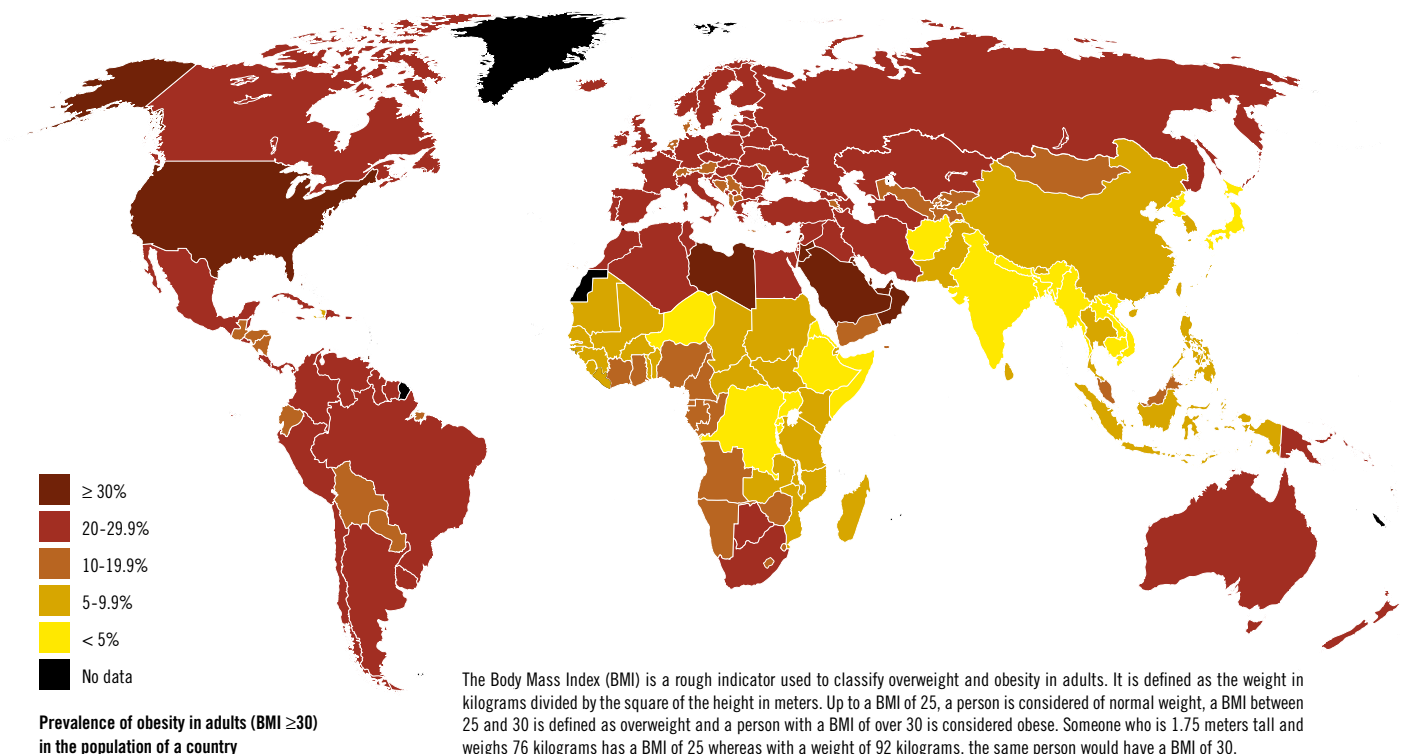 ≥ 30%
20-29.9%
10-19.9%
5-9.9%
< 5%
No data
Prevalence of obesity in adults (BMI ≥30)
in the population of a country
The Body Mass Index (BMI) is a rough indicator used to classify overweight and obesity in adults. It is defined as the weight in
kilograms divided by the square of the height in meters. Up to a BMI of 25, a person is considered of normal weight, a BMI between
25 and 30 is defined as overweight and a person with a BMI of over 30 is considered obese. Someone who is 1.75 meters tall and
weighs 76 kilograms has a BMI of 25 whereas with a weight of 92 kilograms, the same person would have a BMI of 30.